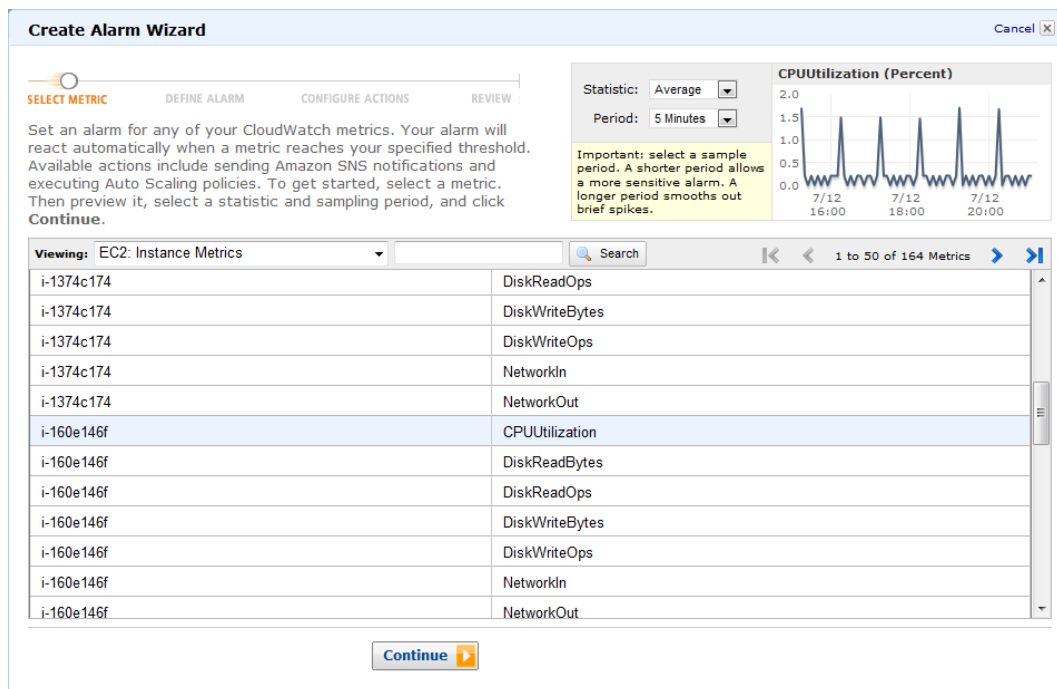 Create Alarm Wizard
Cancel
SELECT METRIC
DEFINE ALARM
CONFIGURE ACTIONS
REVIEW
Set an alarm for any of your CloudWatch metrics. Your alarm will
react automatically when a metric reaches your specified threshold.
Available actions include sending Amazon SNS notifications and
executing Auto Scaling policies. To get started, select a metric.
Then preview it, select a statistic and sampling period, and click
Continue.
Statistic: Average
Period: 5 Minutes
Important: select a sample
period. A shorter period allows
a more sensitive alarm. A
longer period smooths out
brief spikes.
CPUUtilization (Percent)
2.0
1.5
1.0
0.5
0.0
7/12 7/12 7/12
16:00 18:00 20:00
Viewing: EC2: Instance Metrics Search 1 to 50 of 164 Metrics
i-1374c174 DiskReadOps
i-1374c174 DiskWriteBytes
i-1374c174 DiskWriteOps
i-1374c174 NetworkIn
i-1374c174 NetworkOut
i-160e146f CPUUtilization
i-160e146f DiskReadBytes
i-160e146f DiskReadOps
i-160e146f DiskWriteBytes
i-160e146f DiskWriteOps
i-160e146f NetworkIn
i-160e146f NetworkOut
Continue